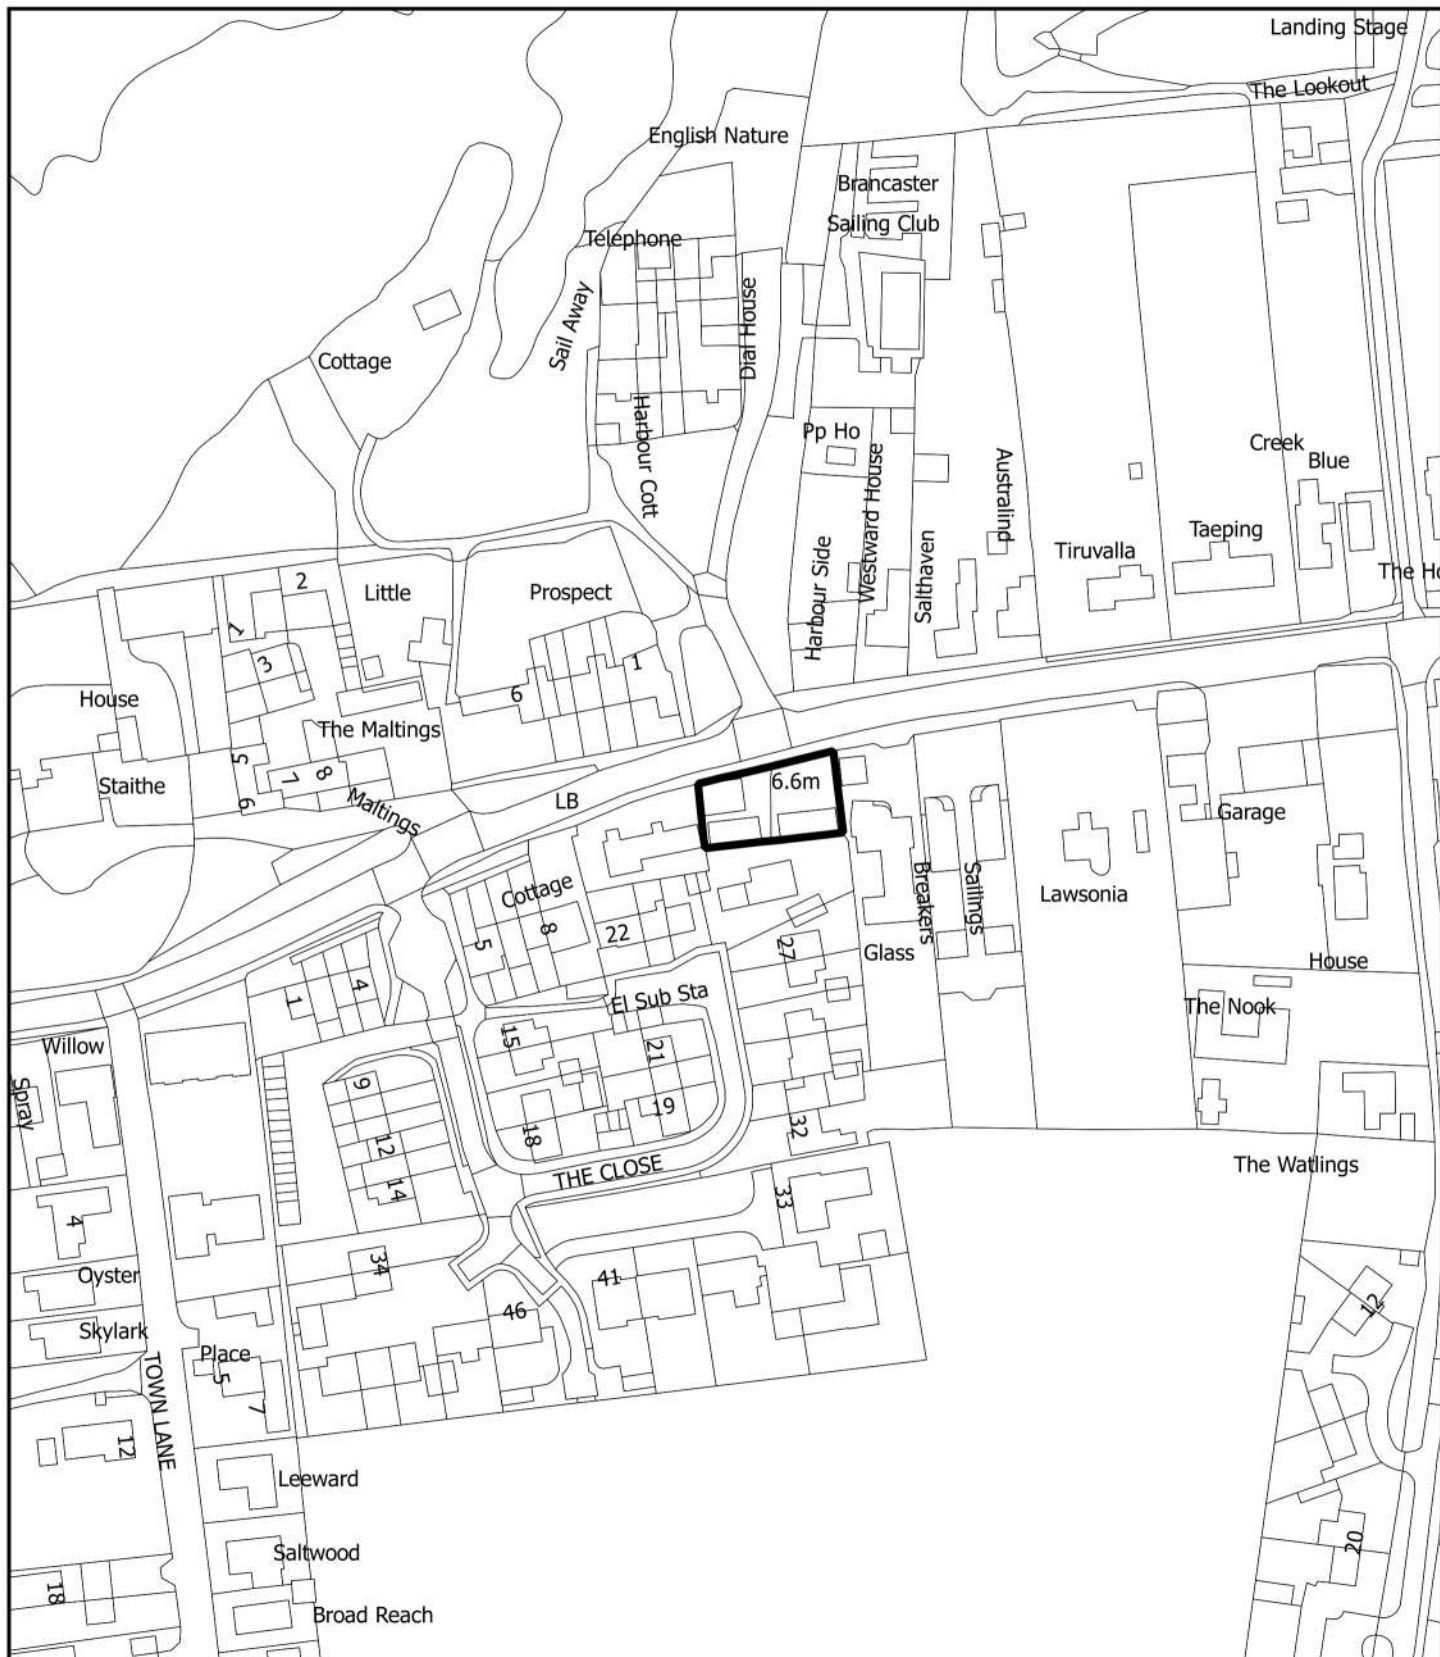 Landing Stage
The Lookout
English Nature
Brancaster
Sailing Club
Telephone
Sail Away
Dial House
Cottage
Harbour Cott
Pp Ho
Westward House
Creek
Blue
Australind
Harbour Side
Salthaven
Tiruvalla
Taeping
2
Little
Prospect
1
3
1
6
House
The Maltings
5
7
8
6
Staithe
Maltings
LB
6.6m
Garage
Cottage
8
5
22
27
Glass
Breakers
Sailings
Lawsonia
House
1
4
El Sub Sta
The Nook
Willow
Spray
15
21
9
19
18
12
14
32
THE CLOSE
33
The Watlings
4
34
41
46
Oyster
Skylark
12
Place
5
7
TOWN LANE
12
Leeward
Saltwood
20
18
Broad Reach